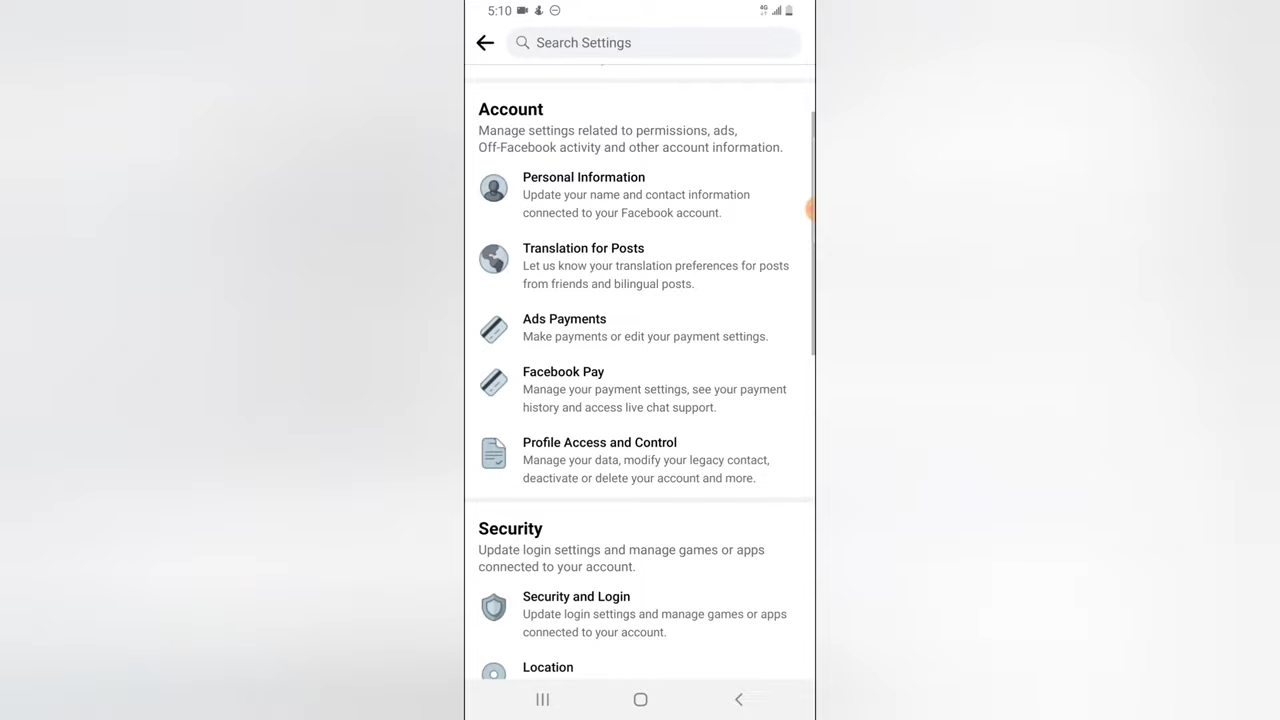 5:10
4G
Search Settings
Account
Manage settings related to permissions, ads,
Off-Facebook activity and other account information.
Personal Information
Update your name and contact information
connected to your Facebook account.
Translation for Posts
Let us know your translation preferences for posts
from friends and bilingual posts.
Ads Payments
Make payments or edit your payment settings.
Facebook Pay
Manage your payment settings, see your payment
history and access live chat support.
Profile Access and Control
Manage your data, modify your legacy contact,
deactivate or delete your account and more.
Security
Update login settings and manage games or apps
connected to your account.
Security and Login
Update login settings and manage games or apps
connected to your account.
Location